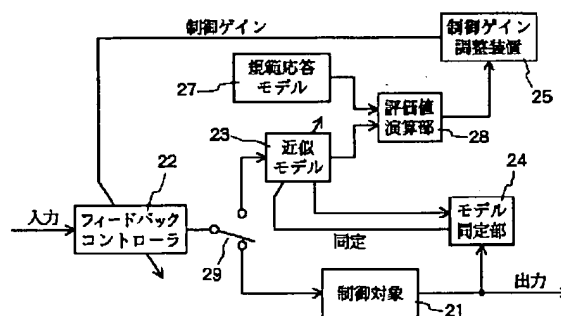 制御ゲイン
制御ゲイン
調整装置
25
規範応答
モデル
27
評価値
演算部
28
23
近似
モデル
24
モデル
同定部
22
入力
フィードバック
コントローラ
29
同定
制御対象
21
出力